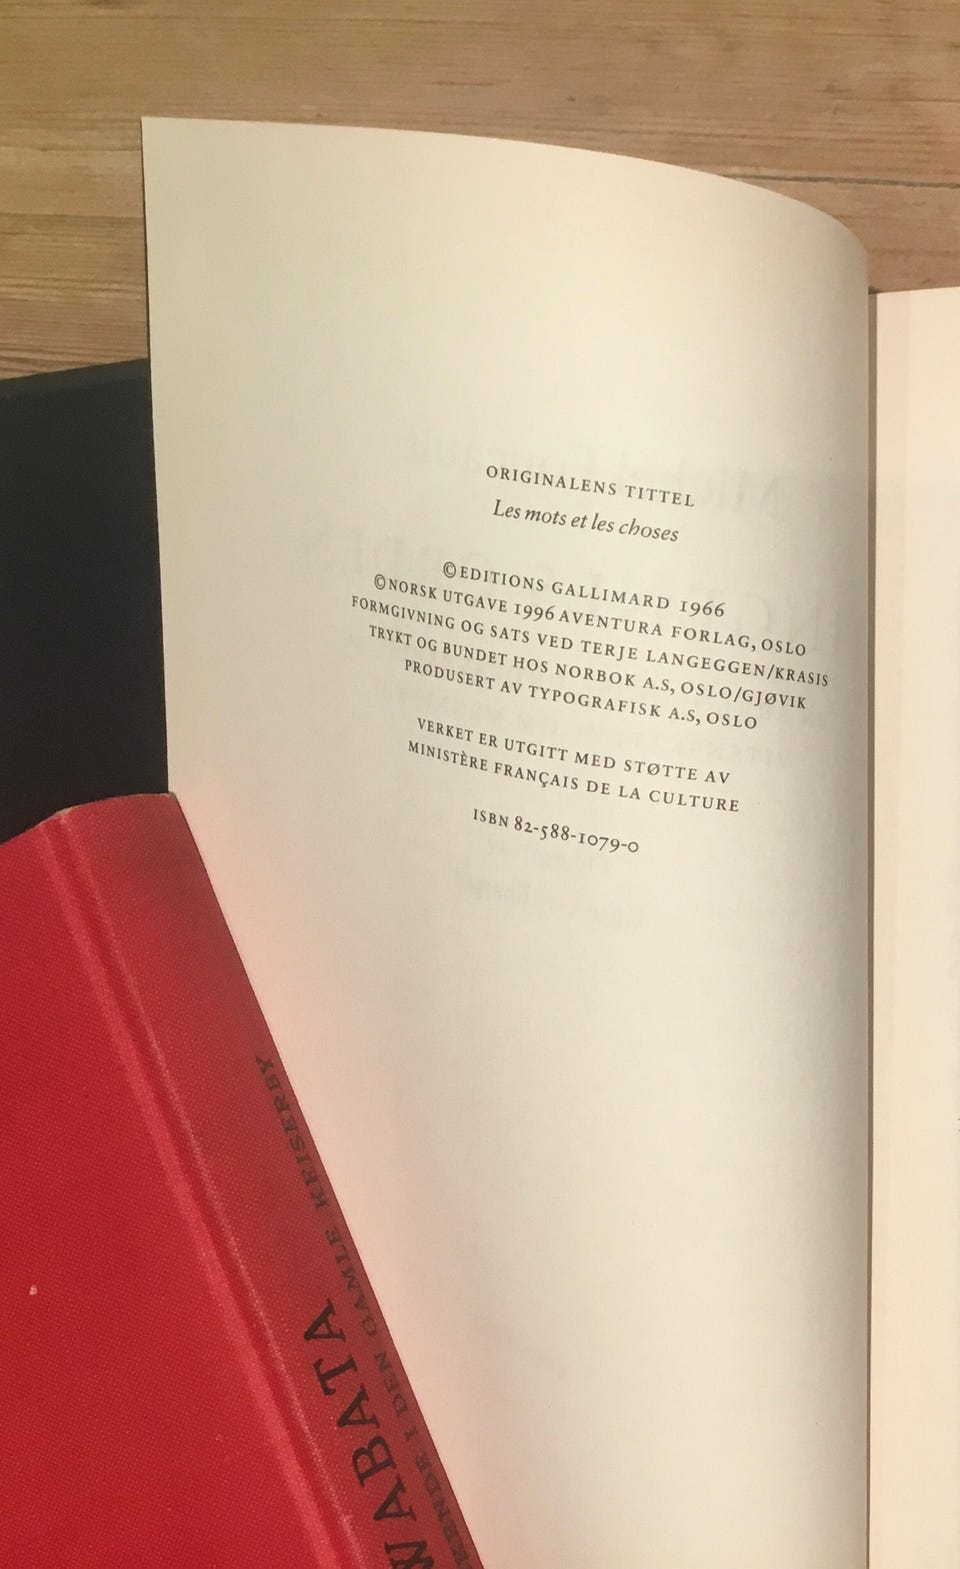 ORIGINALENS TITTEL
Les mots et les choses
©EDITIONS GALLIMARD 1966
©NORSK UTGAVE 1996 AVENTURA FORLAG, OSLO
FORMGIVNING OG SATS VED TERJE LANGEGGEN/KRASIS
TRYKT OG BUNDET HOS NORBOK A.S, OSLO/GJØVIK
PRODUSERT AV TYPOGRAFISK A.S, OSLO
VERKET ER UTGITT MED STØTTE AV
MINISTÈRE FRANÇAIS DE LA CULTURE
ISBN 82-588-1079-0
WABATA
EENDE I DEN GAMLE KEISERBY